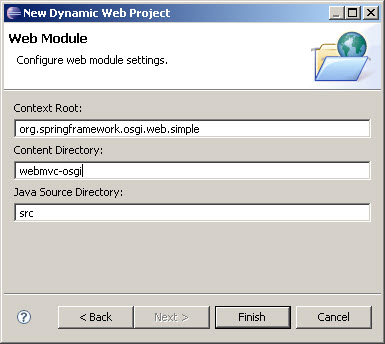 New Dynamic Web Project
Web Module
Configure web module settings.
Context Root:
org.springframework.osgi.web.simple
Content Directory:
webmvc-osgi
Java Source Directory:
src
?
< Back
Next >
Finish
Cancel